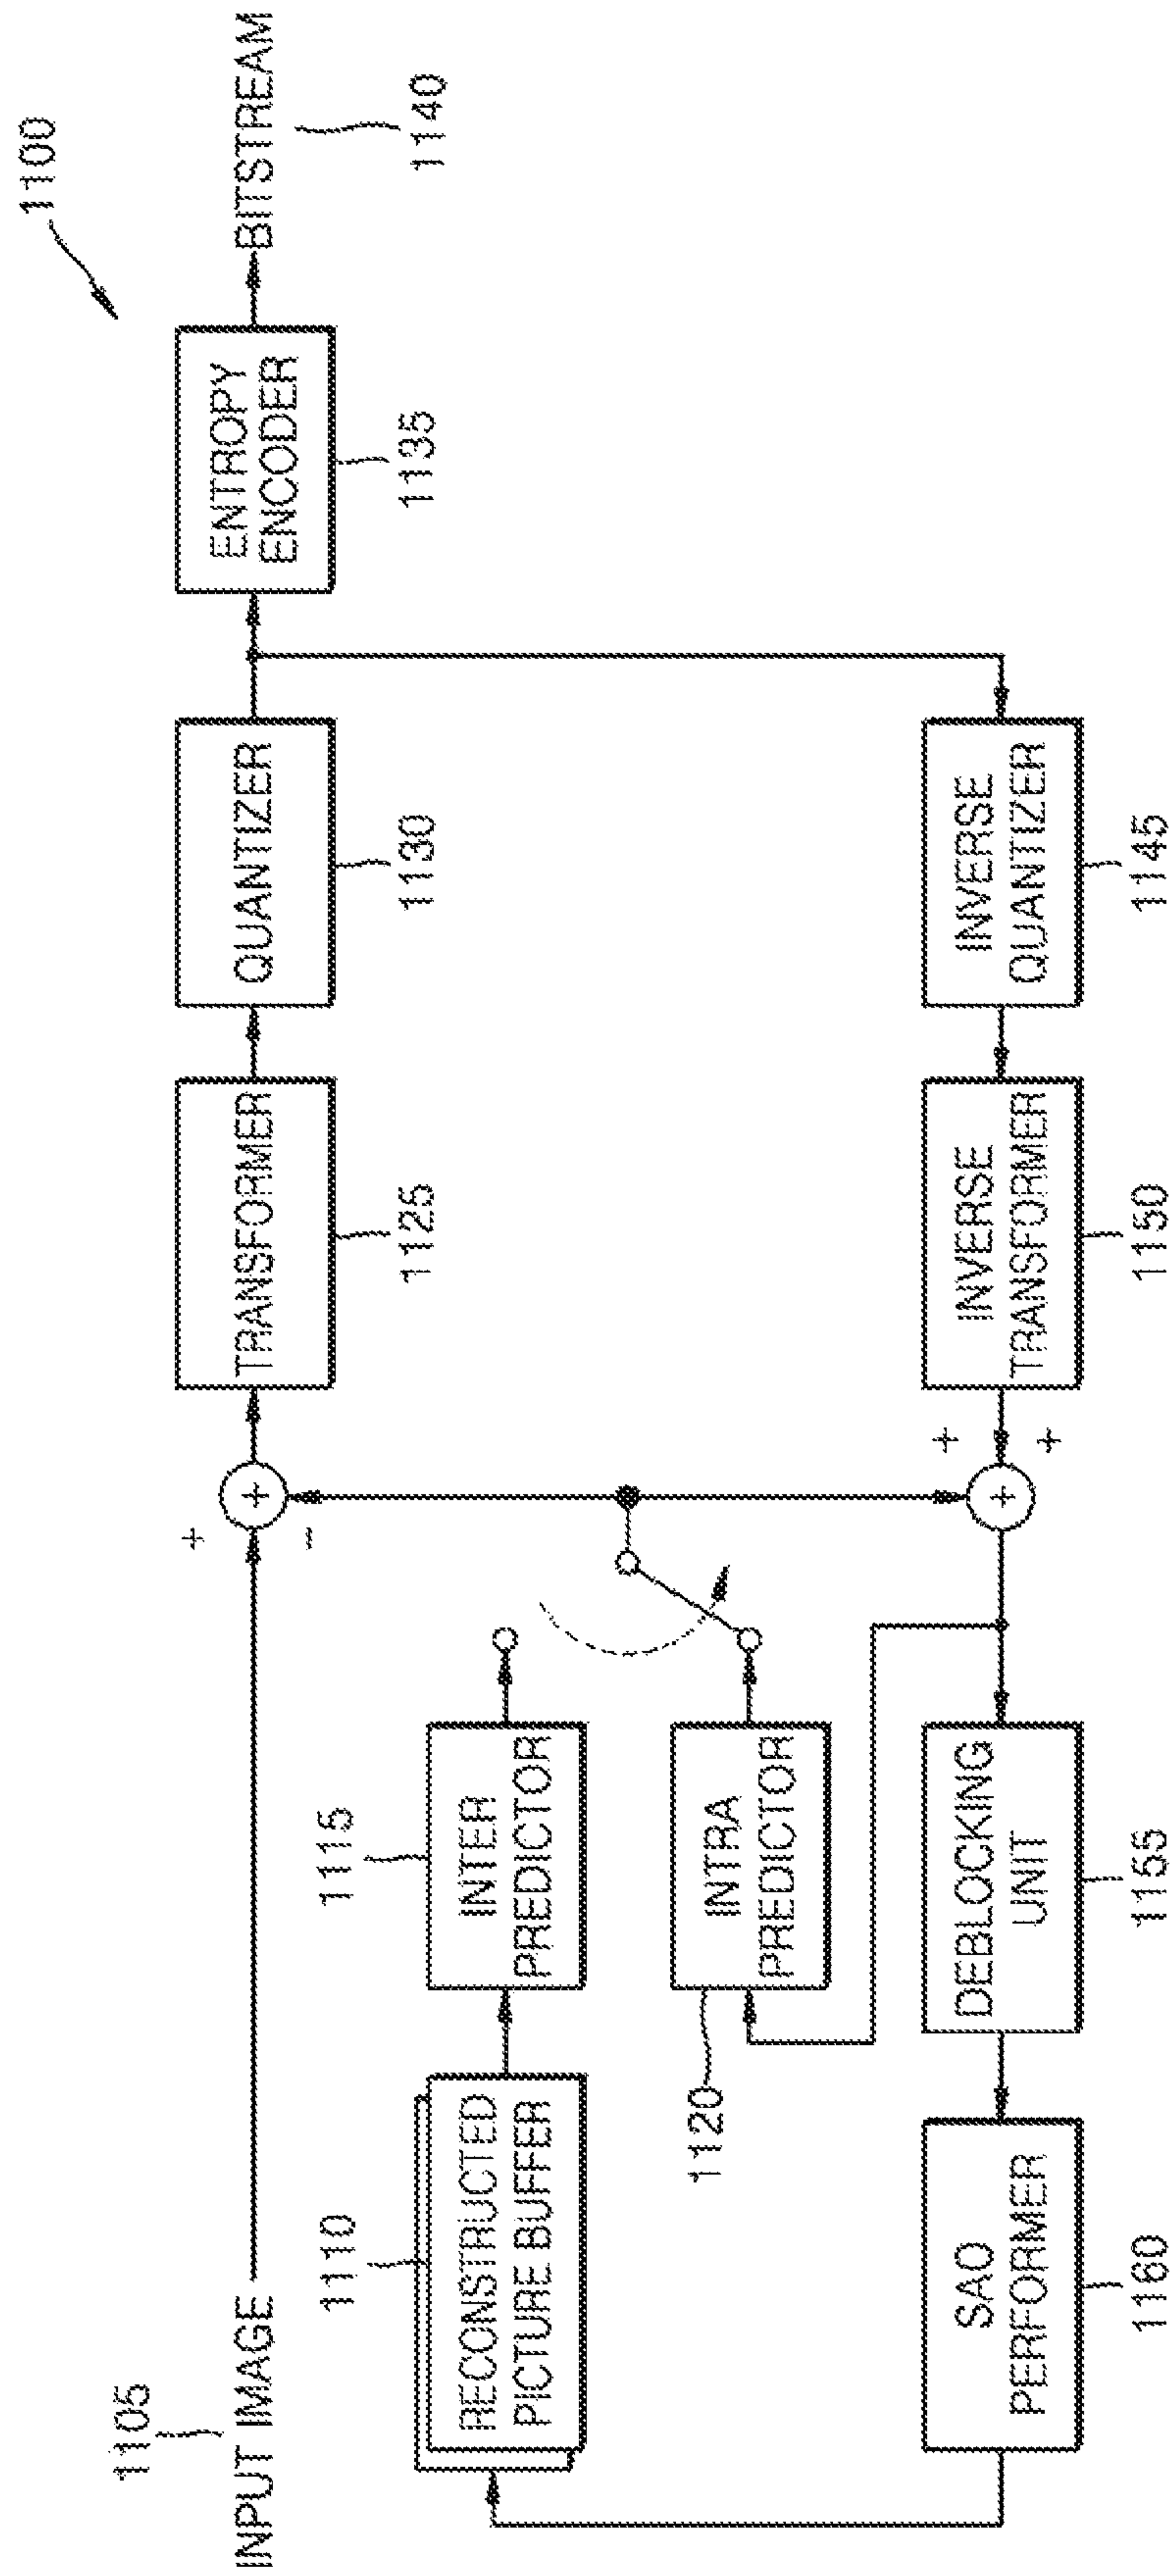 1100
1105
INPUT IMAGE
+
−
+
TRANSFORMER
1125
QUANTIZER
1130
ENTROPY
ENCODER
1135
BITSTREAM
1140
1110
RECONSTRUCTED
PICTURE BUFFER
1115
INTER
PREDICTOR
1120
INTRA
PREDICTOR
SAO
PERFORMER
1160
DEBLOCKING
UNIT
1155
+
+
+
INVERSE
TRANSFORMER
1150
INVERSE
QUANTIZER
1145